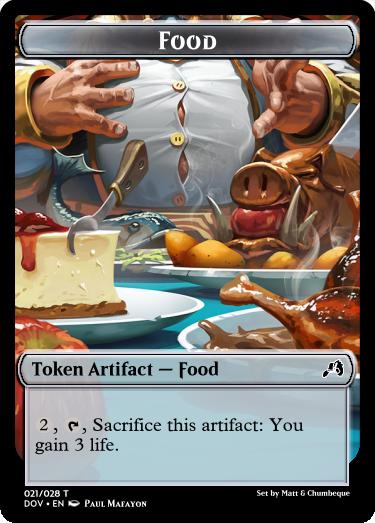 FOOD
Token Artifact — Food
2 , , Sacrifice this artifact: You
gain 3 life.
021/028 T
DOV • EN PAUL MAFAYON
Set by Matt & Chumbeque